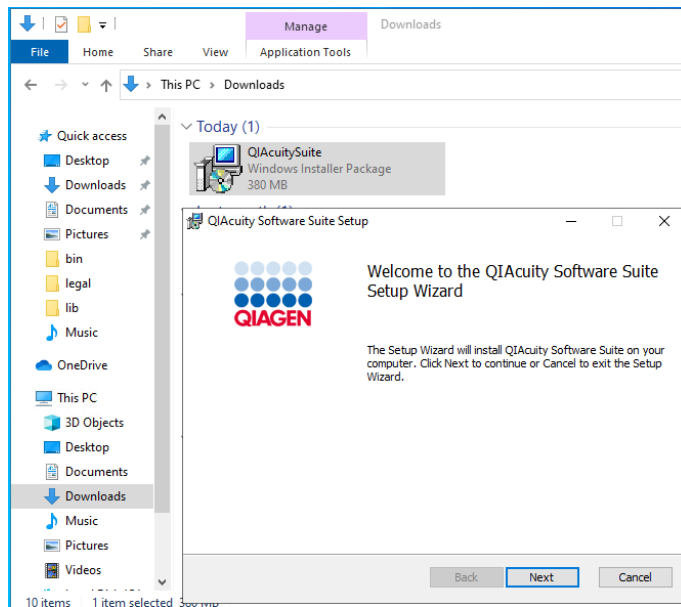 Manage
Downloads
File
Home
Share
View
Application Tools
This PC
Downloads
Quick access
Desktop
Downloads
Documents
Pictures
bin
legal
lib
Music
OneDrive
This PC
3D Objects
Desktop
Documents
Downloads
Music
Pictures
Videos
Today (1)
QIAcuitySuite
Windows Installer Package
380 MB
QIAcuity Software Suite Setup
QIAGEN
Welcome to the QIAcuity Software Suite
Setup Wizard
The Setup Wizard will install QIAcuity Software Suite on your
computer. Click Next to continue or Cancel to exit the Setup
Wizard.
Back
Next
Cancel
10 items
1 item selected